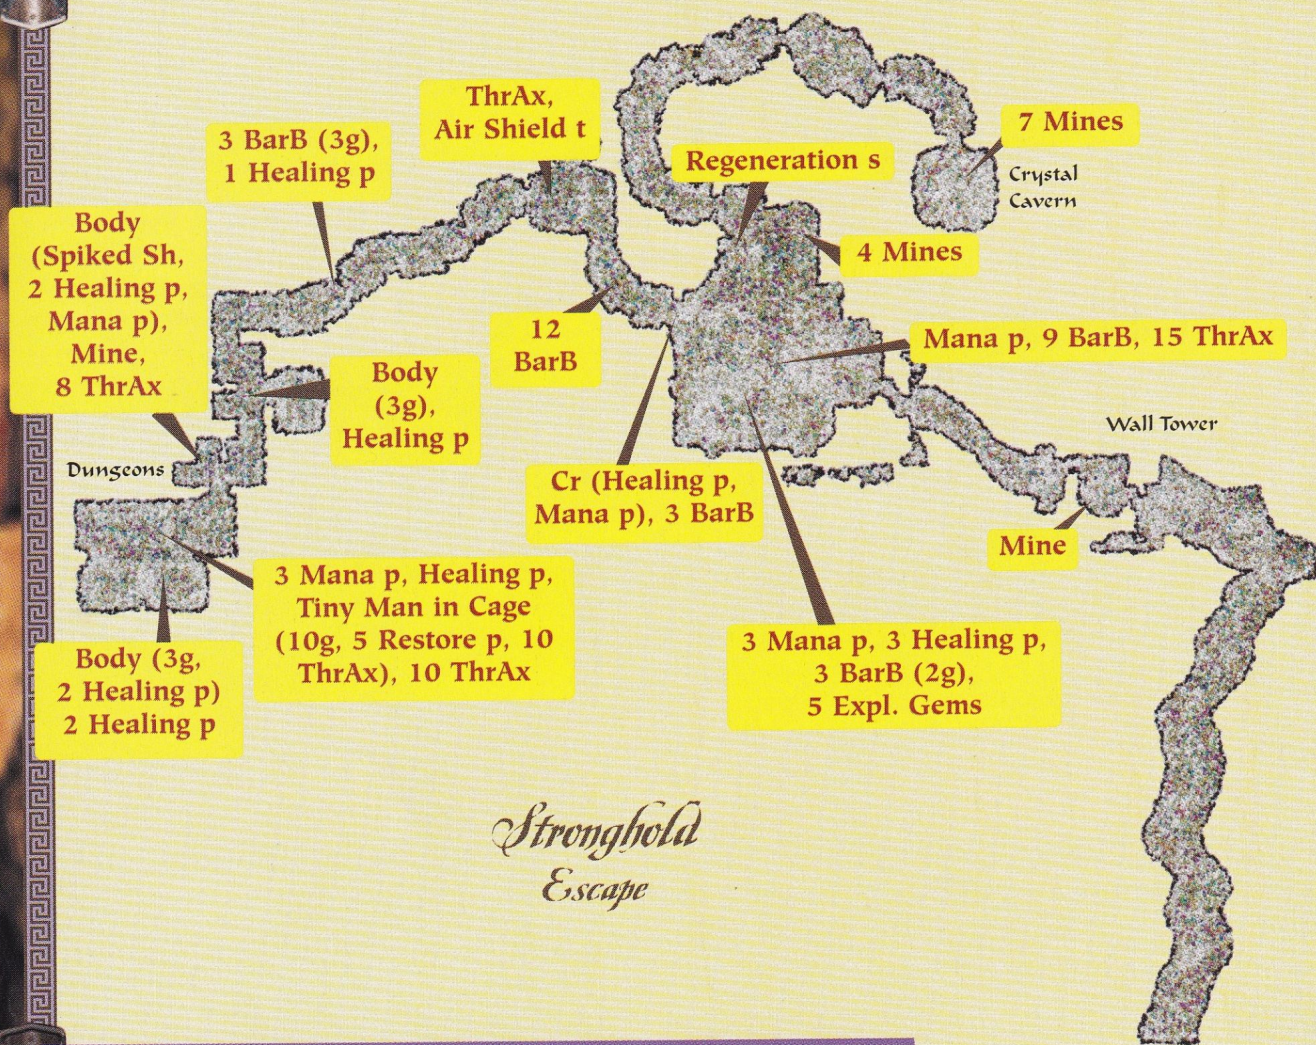 ThrAx,
Air Shield t
7 Mines
3 BarB (3g),
1 Healing p
Regeneration s
Crystal
Cavern
Body
(Spiked Sh,
2 Healing p,
Mana p),
Mine,
8 ThrAx
4 Mines
12
BarB
Mana p, 9 BarB, 15 ThrAx
Body
(3g),
Healing p
Wall Tower
Dungeons
Cr (Healing p,
Mana p), 3 BarB
Mine
3 Mana p, Healing p,
Tiny Man in Cage
(10g, 5 Restore p, 10
ThrAx), 10 ThrAx
Body (3g,
2 Healing p)
2 Healing p
3 Mana p, 3 Healing p,
3 BarB (2g),
5 Expl. Gems
Stronghold
Escape